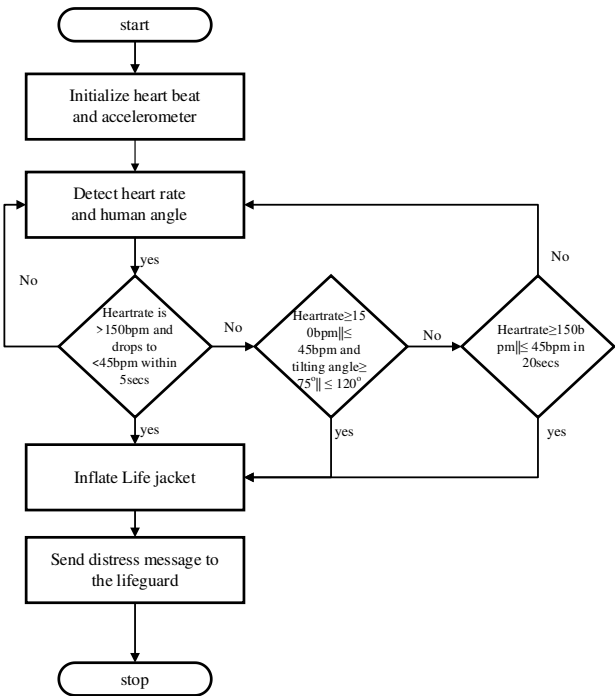 start
Initialize heart beat
and accelerometer
Detect heart rate
and human angle
yes
No
Heartrate is
>150bpm and
drops to
<45bpm within
5secs
No
Heartrate≥15
0bpm||≤
45bpm and
tilting angle≥
75°|| ≤ 120°
No
Heartrate≥150b
pm||≤ 45bpm in
20secs
No
yes
yes
yes
Inflate Life jacket
Send distress message to
the lifeguard
stop